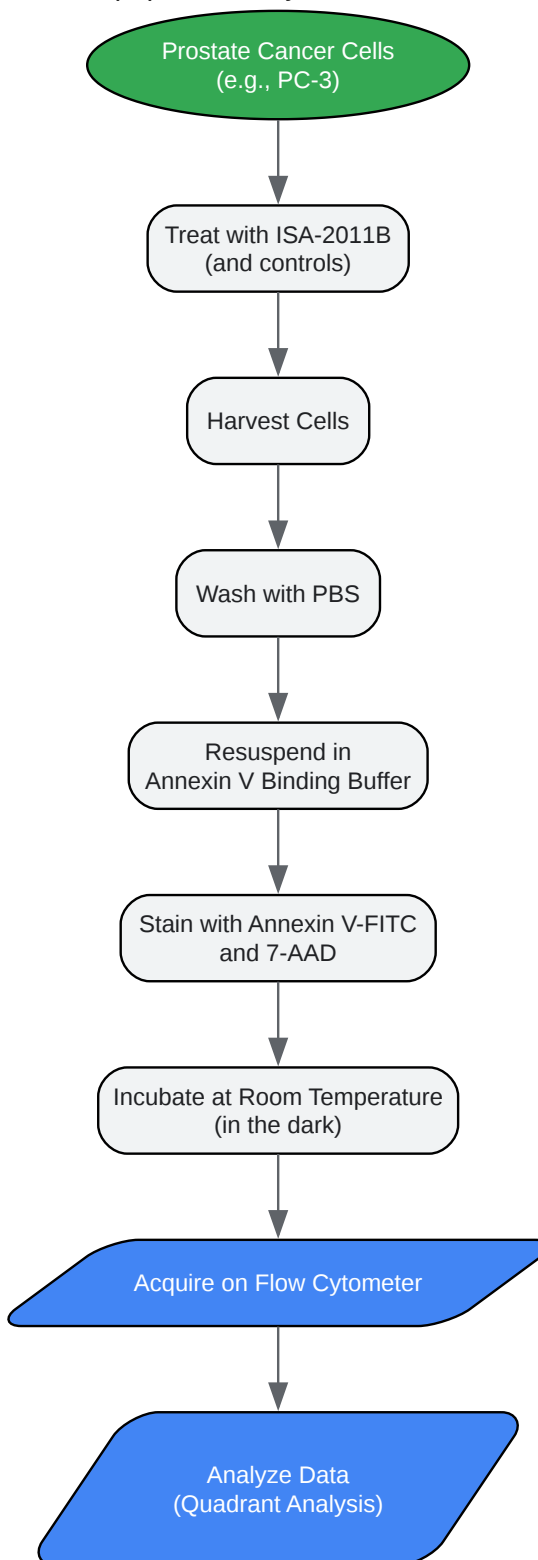 Prostate Cancer Cells
(e.g., PC-3)
Treat with ISA-2011B
(and controls)
Harvest Cells
Wash with PBS
Resuspend in
Annexin V Binding Buffer
Stain with Annexin V-FITC
and 7-AAD
Incubate at Room Temperature
(in the dark)
Acquire on Flow Cytometer
Analyze Data
(Quadrant Analysis)